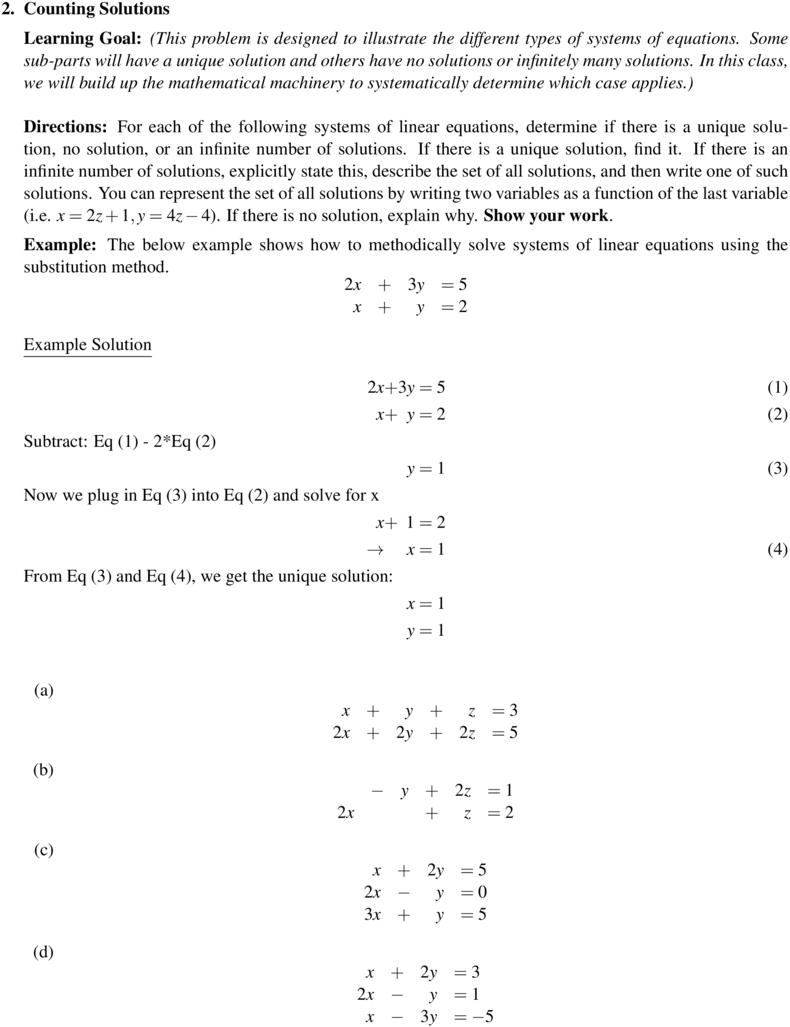 2. Counting Solutions
Learning Goal: (This problem is designed to illustrate the different types of systems of equations. Some
sub-parts will have a unique solution and others have no solutions or infinitely many solutions. In this class,
we will build up the mathematical machinery to systematically determine which case applies.)
Directions: For each of the following systems of linear equations, determine if there is a unique solu-
tion, no solution, or an infinite number of solutions. If there is a unique solution, find it. If there is an
infinite number of solutions, explicitly state this, describe the set of all solutions, and then write one of such
solutions. You can represent the set of all solutions by writing two variables as a function of the last variable
(i.e. x = 2z + 1, y = 4z − 4). If there is no solution, explain why. Show your work.
Example: The below example shows how to methodically solve systems of linear equations using the
substitution method.
2x + 3y = 5
x + y = 2
Example Solution
2x+3y = 5 (1)
x+ y = 2 (2)
Subtract: Eq (1) - 2*Eq (2)
y = 1 (3)
Now we plug in Eq (3) into Eq (2) and solve for x
x+ 1 = 2
→ x = 1 (4)
From Eq (3) and Eq (4), we get the unique solution:
x = 1
y = 1
(a)
x + y + z = 3
2x + 2y + 2z = 5
(b)
− y + 2z = 1
2x + z = 2
(c)
x + 2y = 5
2x − y = 0
3x + y = 5
(d)
x + 2y = 3
2x − y = 1
x − 3y = −5